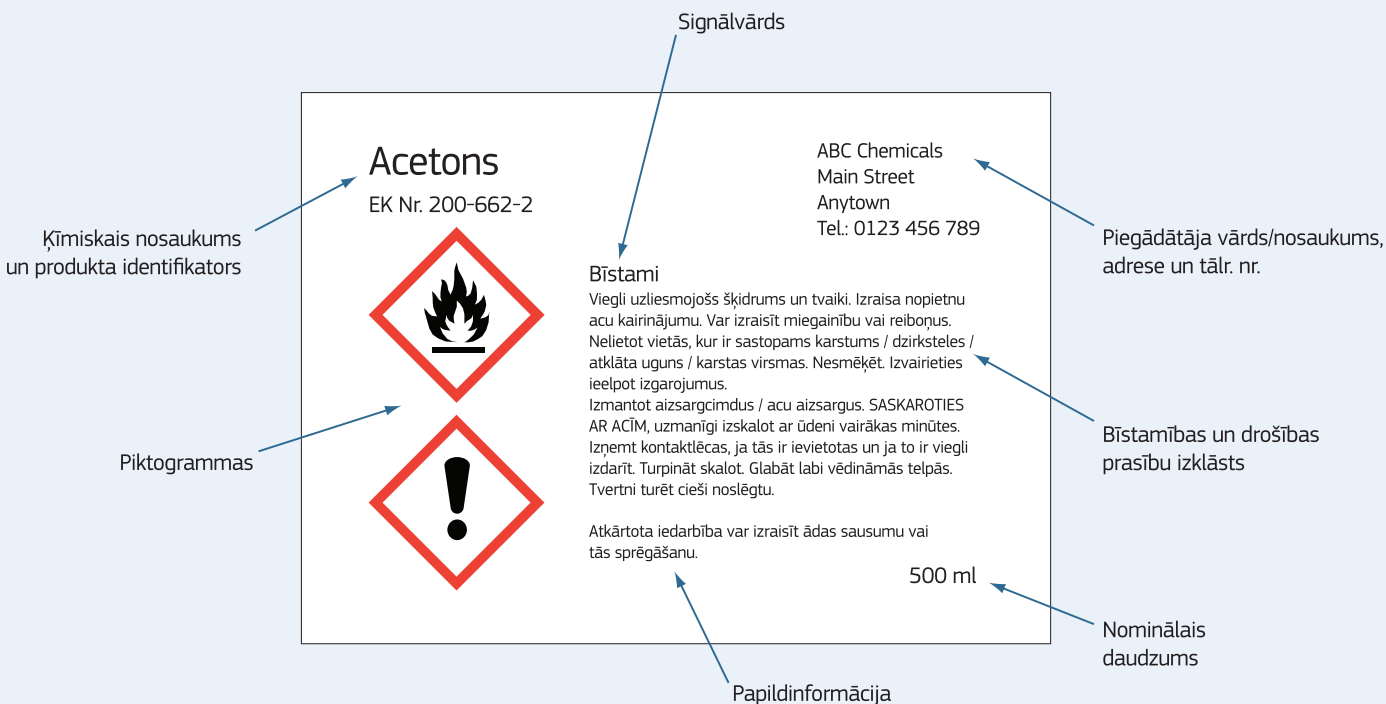 Signālvārds
Acetons
EK Nr. 200-662-2
ABC Chemicals
Main Street
Anytown
Tel.: 0123 456 789
Ķīmiskais nosaukums
un produkta identifikators
Piegādātāja vārds/nosaukums,
adrese un tālr. nr.
Bīstami
Viegli uzliesmojošs šķidrums un tvaiki. Izraisa nopietnu
acu kairinājumu. Var izraisīt miegainību vai reiboņus.
Nelietot vietās, kur ir sastopams karstums / dzirksteles /
atklāta uguns / karstas virsmas. Nesmēķēt. Izvairieties
ieelpot izgarojumus.
Izmantot aizsargcimdus / acu aizsargus. SASKAROTIES
AR ACĪM, uzmanīgi izskalot ar ūdeni vairākas minūtes.
Izņemt kontaktlēcas, ja tās ir ievietotas un ja to ir viegli
izdarīt. Turpināt skalot. Glabāt labi vēdināmās telpās.
Tvertni turēt cieši noslēgtu.
Piktogrammas
Bīstamības un drošības
prasību izklāsts
Atkārtota iedarbība var izraisīt ādas sausumu vai
tās sprēgāšanu.
500 ml
Nominālais
daudzums
Papildinformācija